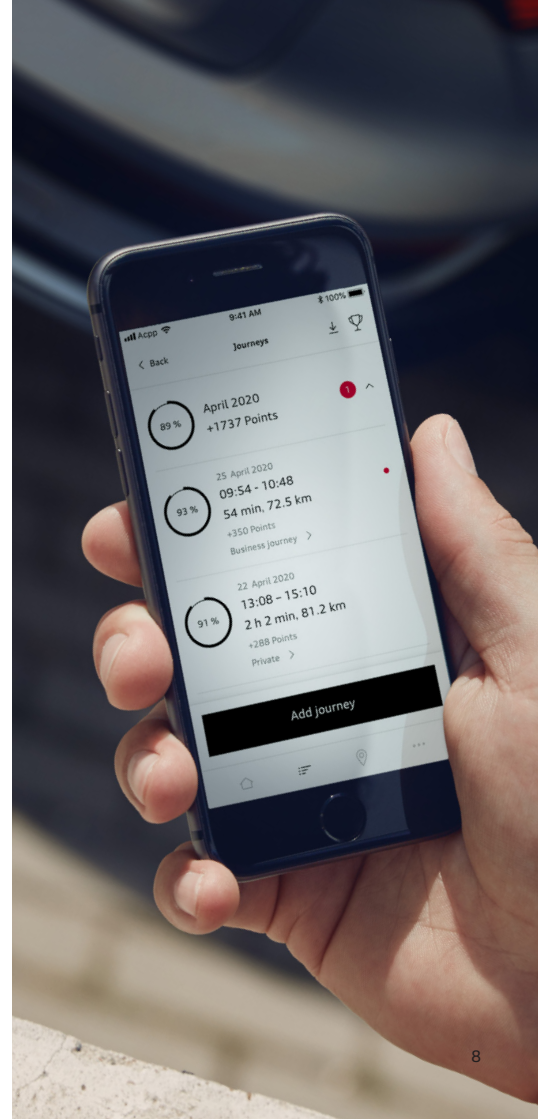 Acpp
9:41 AM
100%
Back
Journeys
89 %
April 2020
+1737 Points
1
25 April 2020
93 %
09:54 - 10:48
54 min, 72.5 km
+350 Points
Business journey
22 April 2020
91 %
13:08 – 15:10
2 h 2 min, 81.2 km
+288 Points
Private
Add journey
8